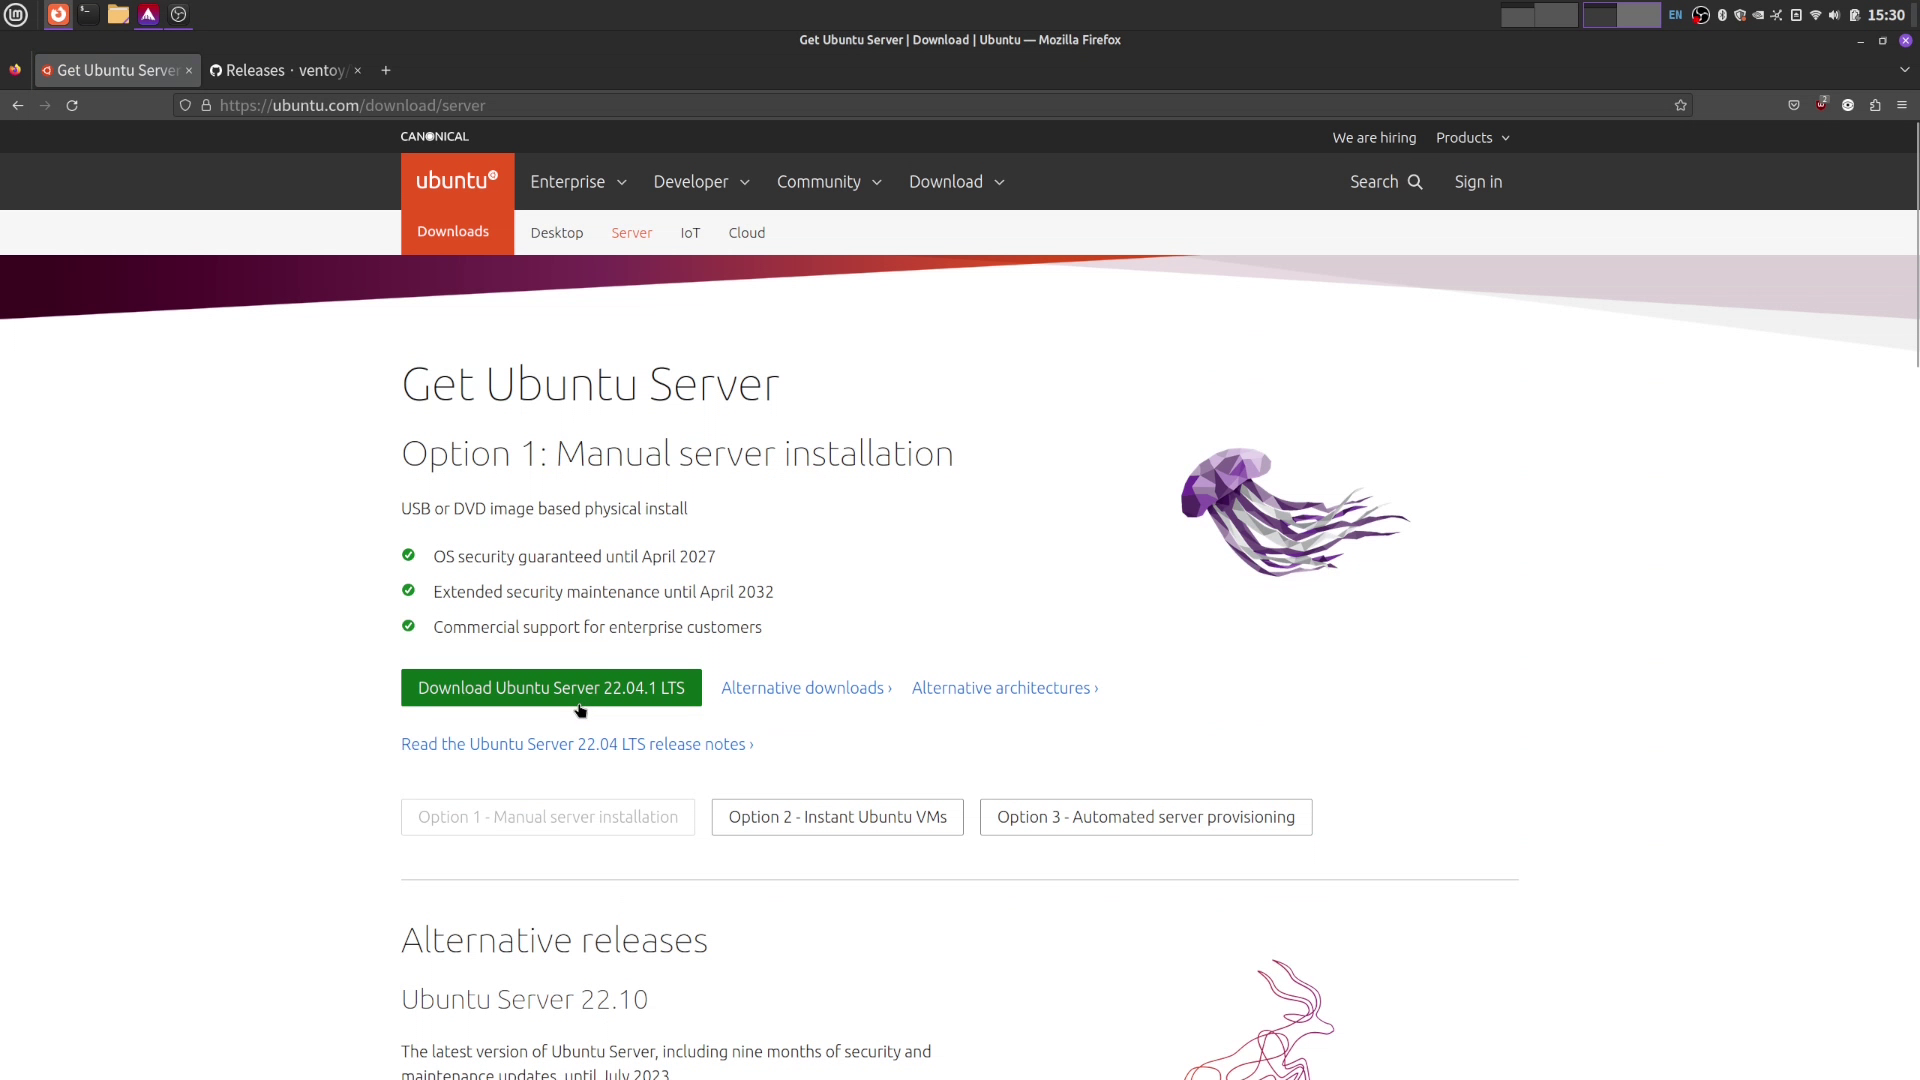 EN
15:30
Get Ubuntu Server | Download | Ubuntu — Mozilla Firefox
Get Ubuntu Server
Releases · ventoy/
https://ubuntu.com/download/server
2
CANONICAL
We are hiring
Products
ubuntu
Enterprise
Developer
Community
Download
Search
Sign in
Downloads
Desktop
Server
IoT
Cloud
Get Ubuntu Server
Option 1: Manual server installation
USB or DVD image based physical install
OS security guaranteed until April 2027
Extended security maintenance until April 2032
Commercial support for enterprise customers
Download Ubuntu Server 22.04.1 LTS
Alternative downloads ›
Alternative architectures ›
Read the Ubuntu Server 22.04 LTS release notes ›
Option 1 - Manual server installation
Option 2 - Instant Ubuntu VMs
Option 3 - Automated server provisioning
Alternative releases
Ubuntu Server 22.10
The latest version of Ubuntu Server, including nine months of security and
maintenance updates, until July 2023.